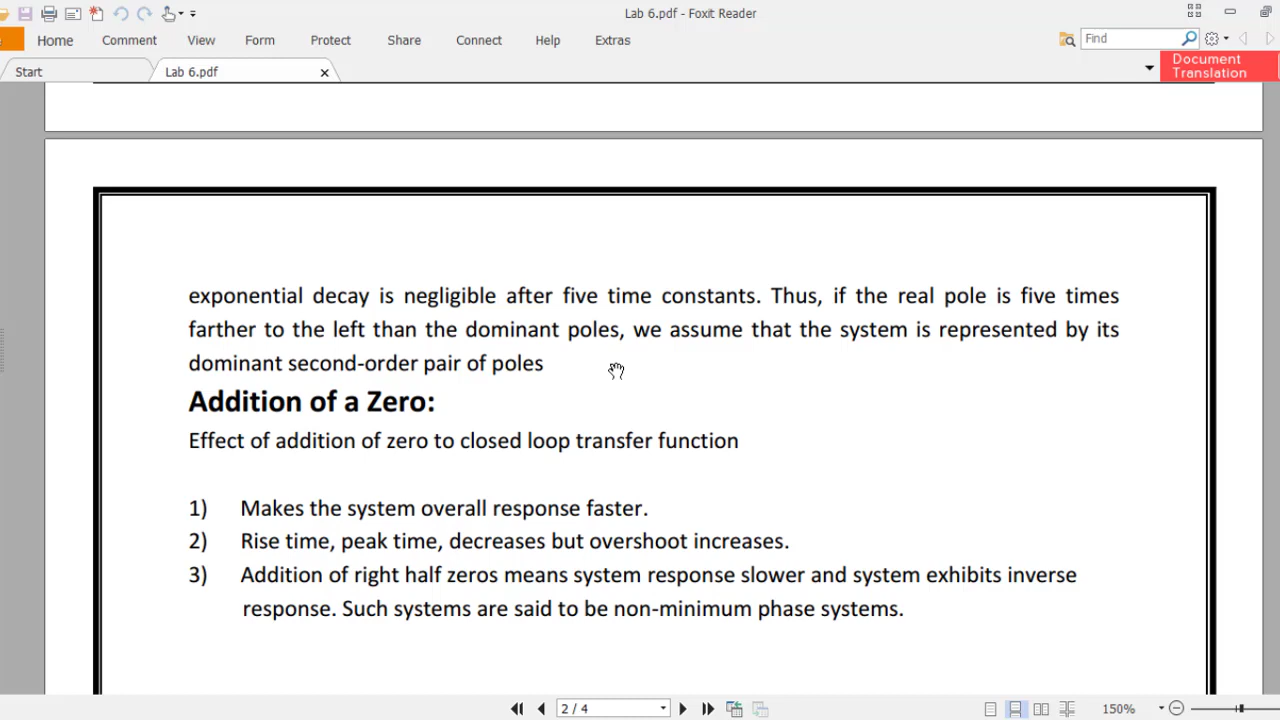 Lab 6.pdf - Foxit Reader
Home Comment View Form Protect Share Connect Help Extras Find
Start Lab 6.pdf
Document
Translation
exponential decay is negligible after five time constants. Thus, if the real pole is five times
farther to the left than the dominant poles, we assume that the system is represented by its
dominant second-order pair of poles
Addition of a Zero:
Effect of addition of zero to closed loop transfer function
1) Makes the system overall response faster.
2) Rise time, peak time, decreases but overshoot increases.
3) Addition of right half zeros means system response slower and system exhibits inverse
response. Such systems are said to be non-minimum phase systems.
2 / 4 150%